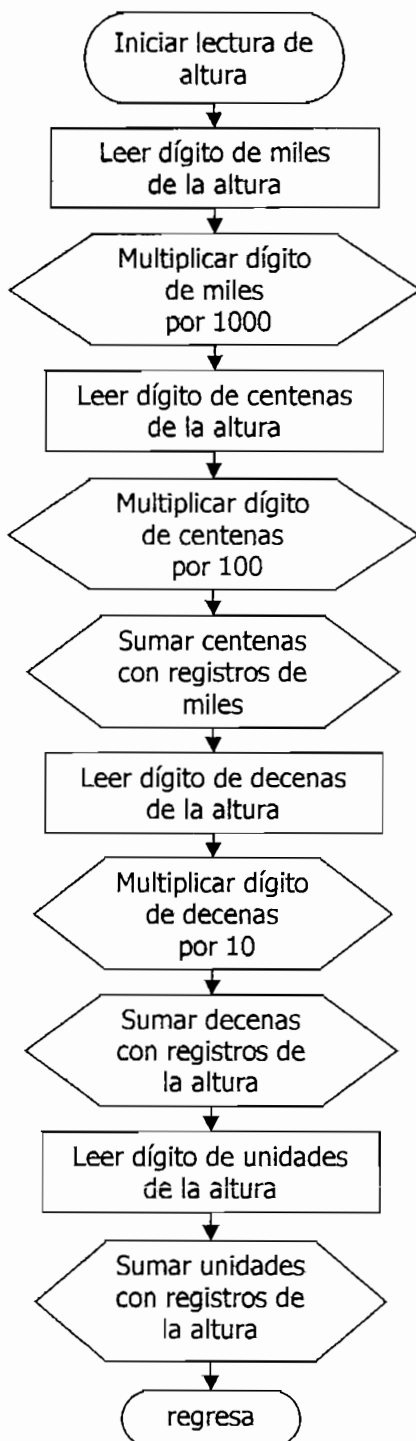 Iniciar lectura de
altura
Leer dígito de miles
de la altura
Multiplicar dígito
de miles
por 1000
Leer dígito de centenas
de la altura
Multiplicar dígito
de centenas
por 100
Sumar centenas
con registros de
miles
Leer dígito de decenas
de la altura
Multiplicar dígito
de decenas
por 10
Sumar decenas
con registros de
la altura
Leer dígito de unidades
de la altura
Sumar unidades
con registros de
la altura
regresa